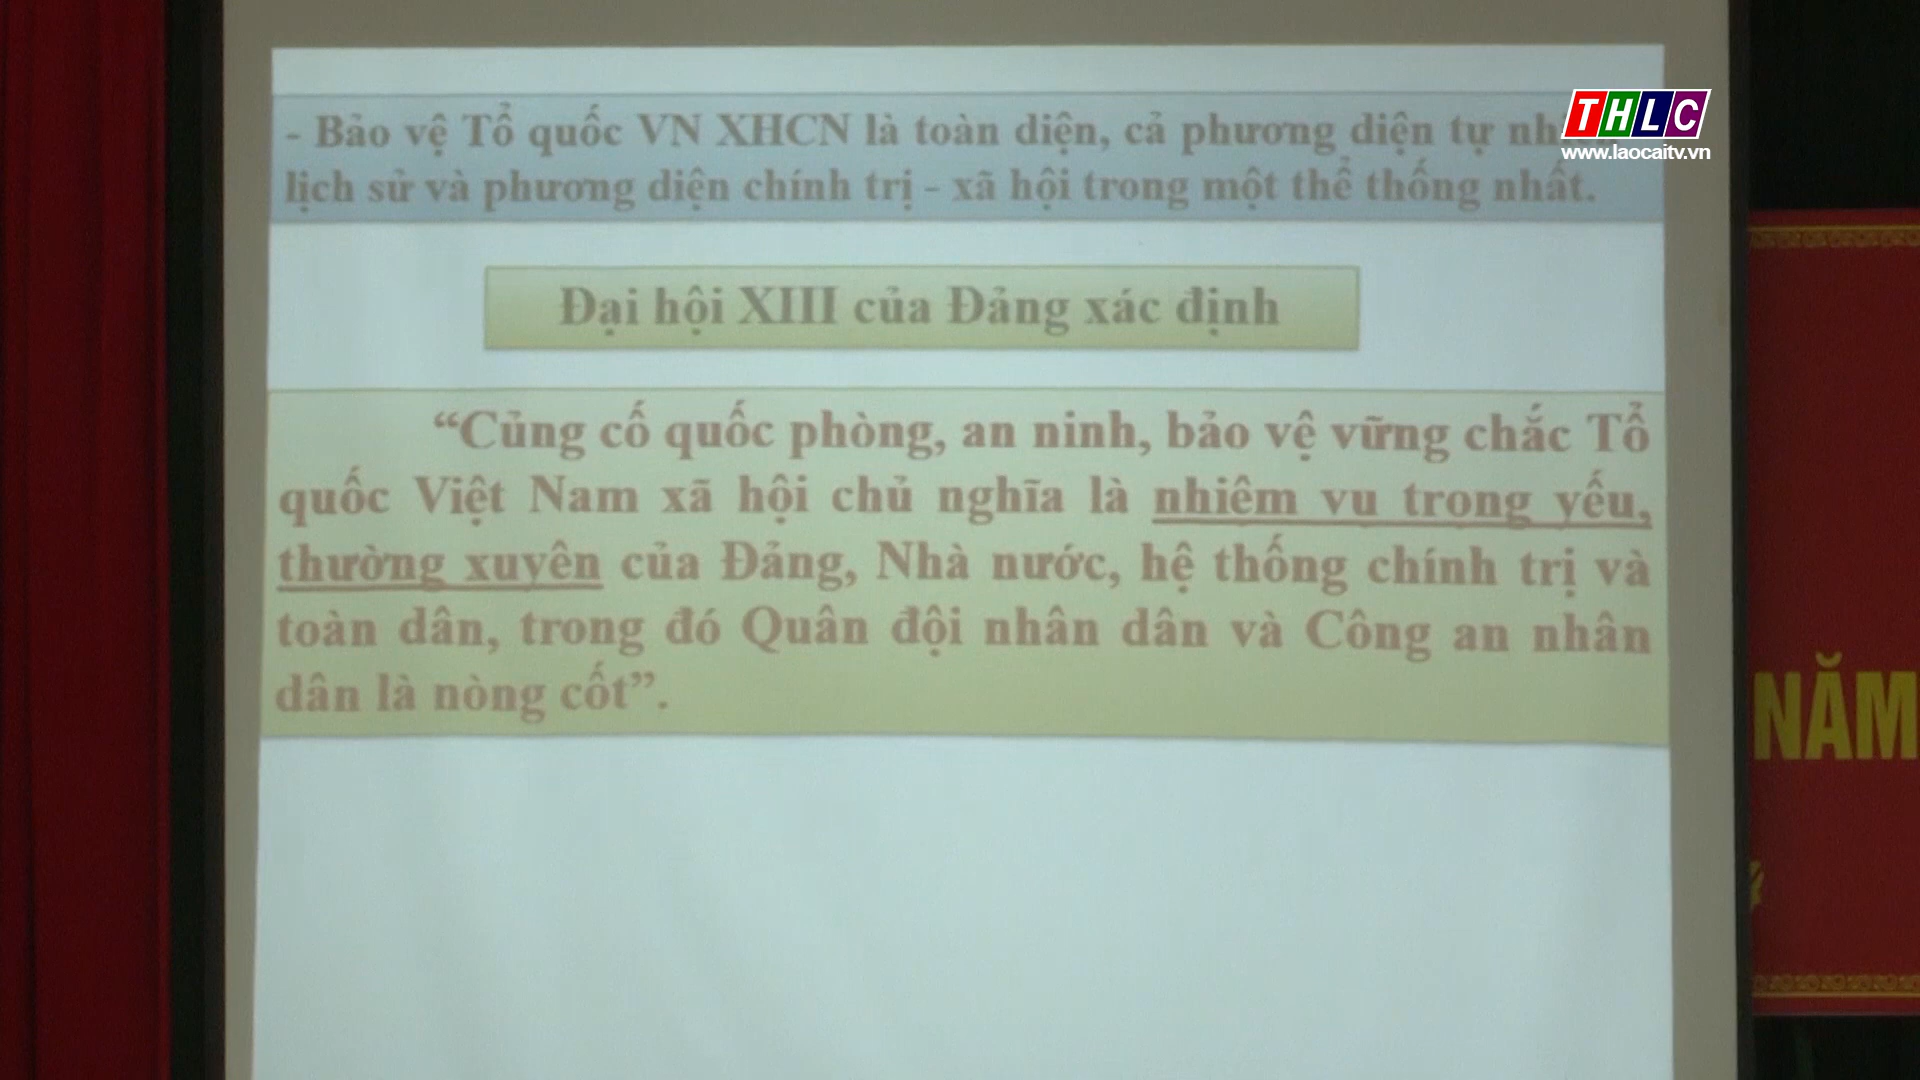 - Bảo vệ Tổ quốc VN XHCN là toàn diện, cả phương diện tự
lịch sử và phương diện chính trị - xã hội trong một thể thống nhất.
THLC
www.laocaitv.vn
Đại hội XIII của Đảng xác định
“Củng cố quốc phòng, an ninh, bảo vệ vững chắc Tổ
quốc Việt Nam xã hội chủ nghĩa là nhiệm vụ trọng yếu,
thường xuyên của Đảng, Nhà nước, hệ thống chính trị và
toàn dân, trong đó Quân đội nhân dân và Công an nhân
dân là nòng cốt”.
NĂM